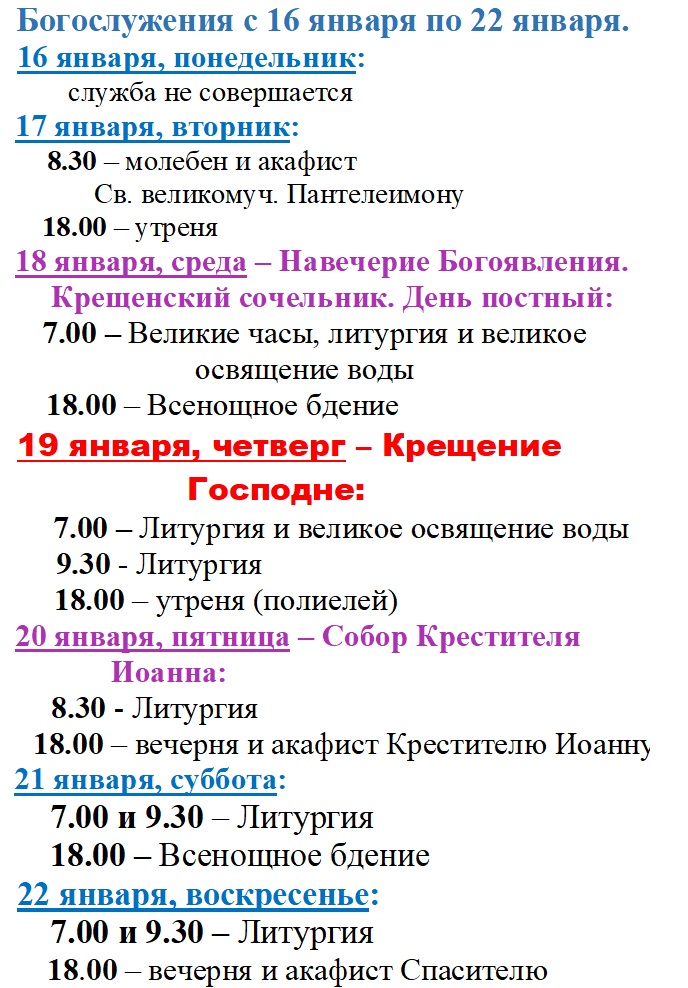 Богослужения с 16 января по 22 января.
16 января, понедельник:
служба не совершается
17 января, вторник:
8.30 – молебен и акафист
Св. великомуч. Пантелеимону
18.00 – утреня
18 января, среда – Навечерие Богоявления.
Крещенский сочельник. День постный:
7.00 – Великие часы, литургия и великое
освящение воды
18.00 – Всенощное бдение
19 января, четверг – Крещение
Господне:
7.00 – Литургия и великое освящение воды
9.30 - Литургия
18.00 – утреня (полиелей)
20 января, пятница – Собор Крестителя
Иоанна:
8.30 - Литургия
18.00 – вечерня и акафист Крестителю Иоанну
21 января, суббота:
7.00 и 9.30 – Литургия
18.00 – Всенощное бдение
22 января, воскресенье:
7.00 и 9.30 – Литургия
18.00 – вечерня и акафист Спасителю